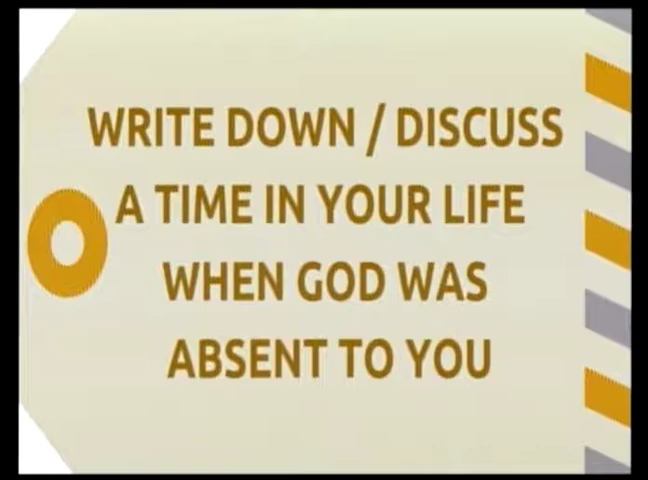 WRITE DOWN / DISCUSS
A TIME IN YOUR LIFE
WHEN GOD WAS
ABSENT TO YOU